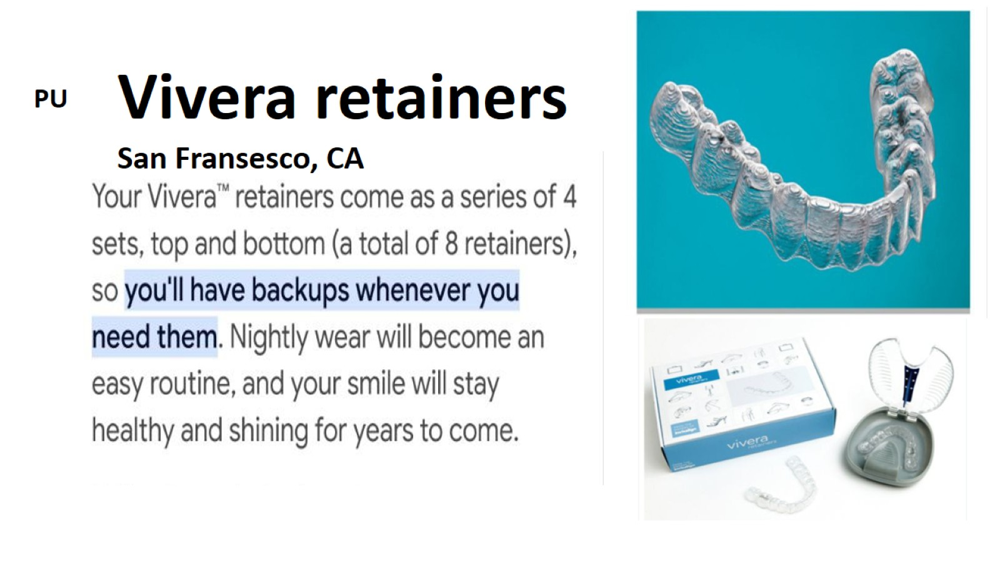 PU
Vivera retainers
San Fransesco, CA
Your Vivera™ retainers come as a series of 4
sets, top and bottom (a total of 8 retainers),
so you'll have backups whenever you
need them. Nightly wear will become an
easy routine, and your smile will stay
healthy and shining for years to come.
vivera
retainers
vivera
retainers